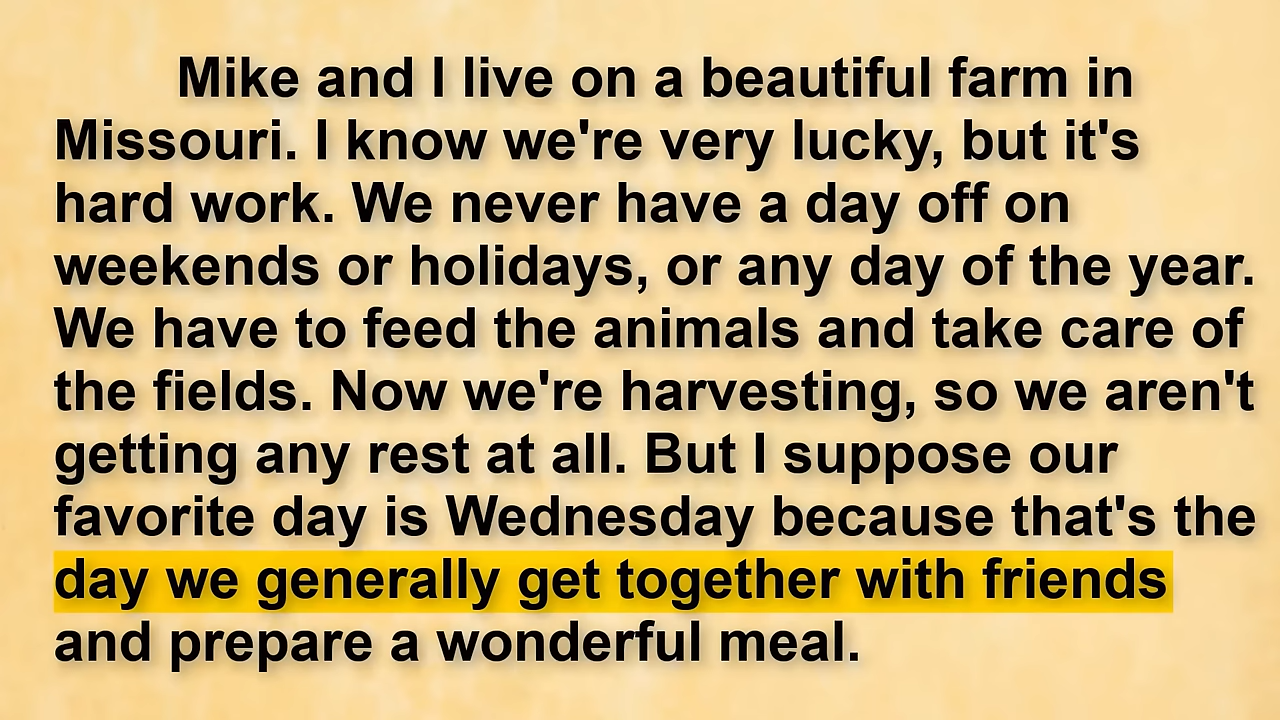 Mike and I live on a beautiful farm in
Missouri. I know we're very lucky, but it's
hard work. We never have a day off on
weekends or holidays, or any day of the year.
We have to feed the animals and take care of
the fields. Now we're harvesting, so we aren't
getting any rest at all. But I suppose our
favorite day is Wednesday because that's the
day we generally get together with friends
and prepare a wonderful meal.